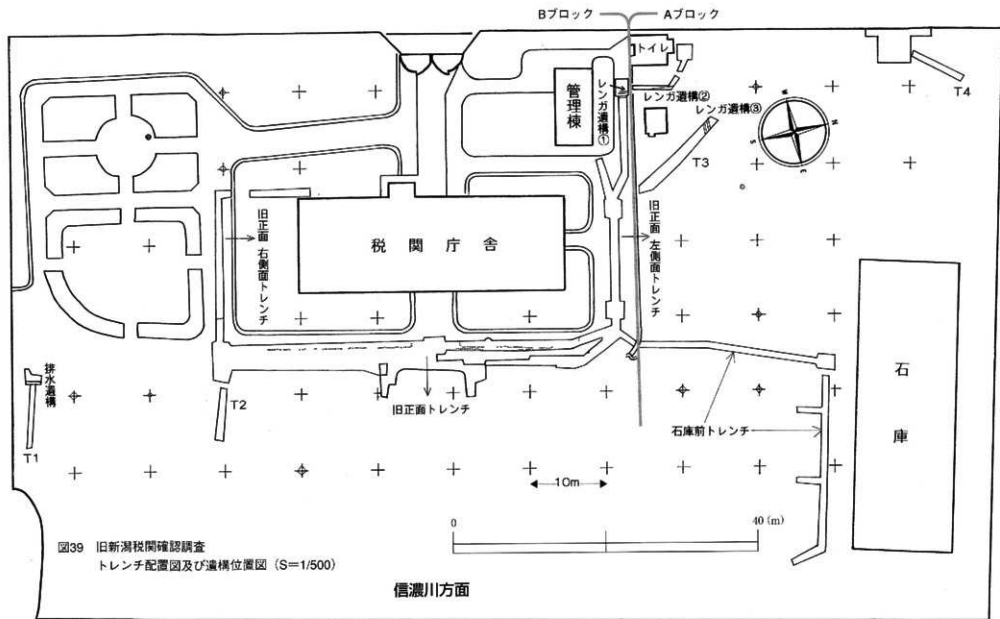 Bブロック
Aブロック
トイレ
管理棟
レンガ遺構①
レンガ遺構②
レンガ遺構③
T3
T4
N
W
S
E
旧正面 右側面トレンチ
税関庁舎
旧正面 左側面トレンチ
石庫
排水遺構
T1
T2
旧正面トレンチ
石庫前トレンチ
10m
0
40(m)
図39 旧新潟税関確認調査
トレンチ配置図及び遺構位置図(S=1/500)
信濃川方面